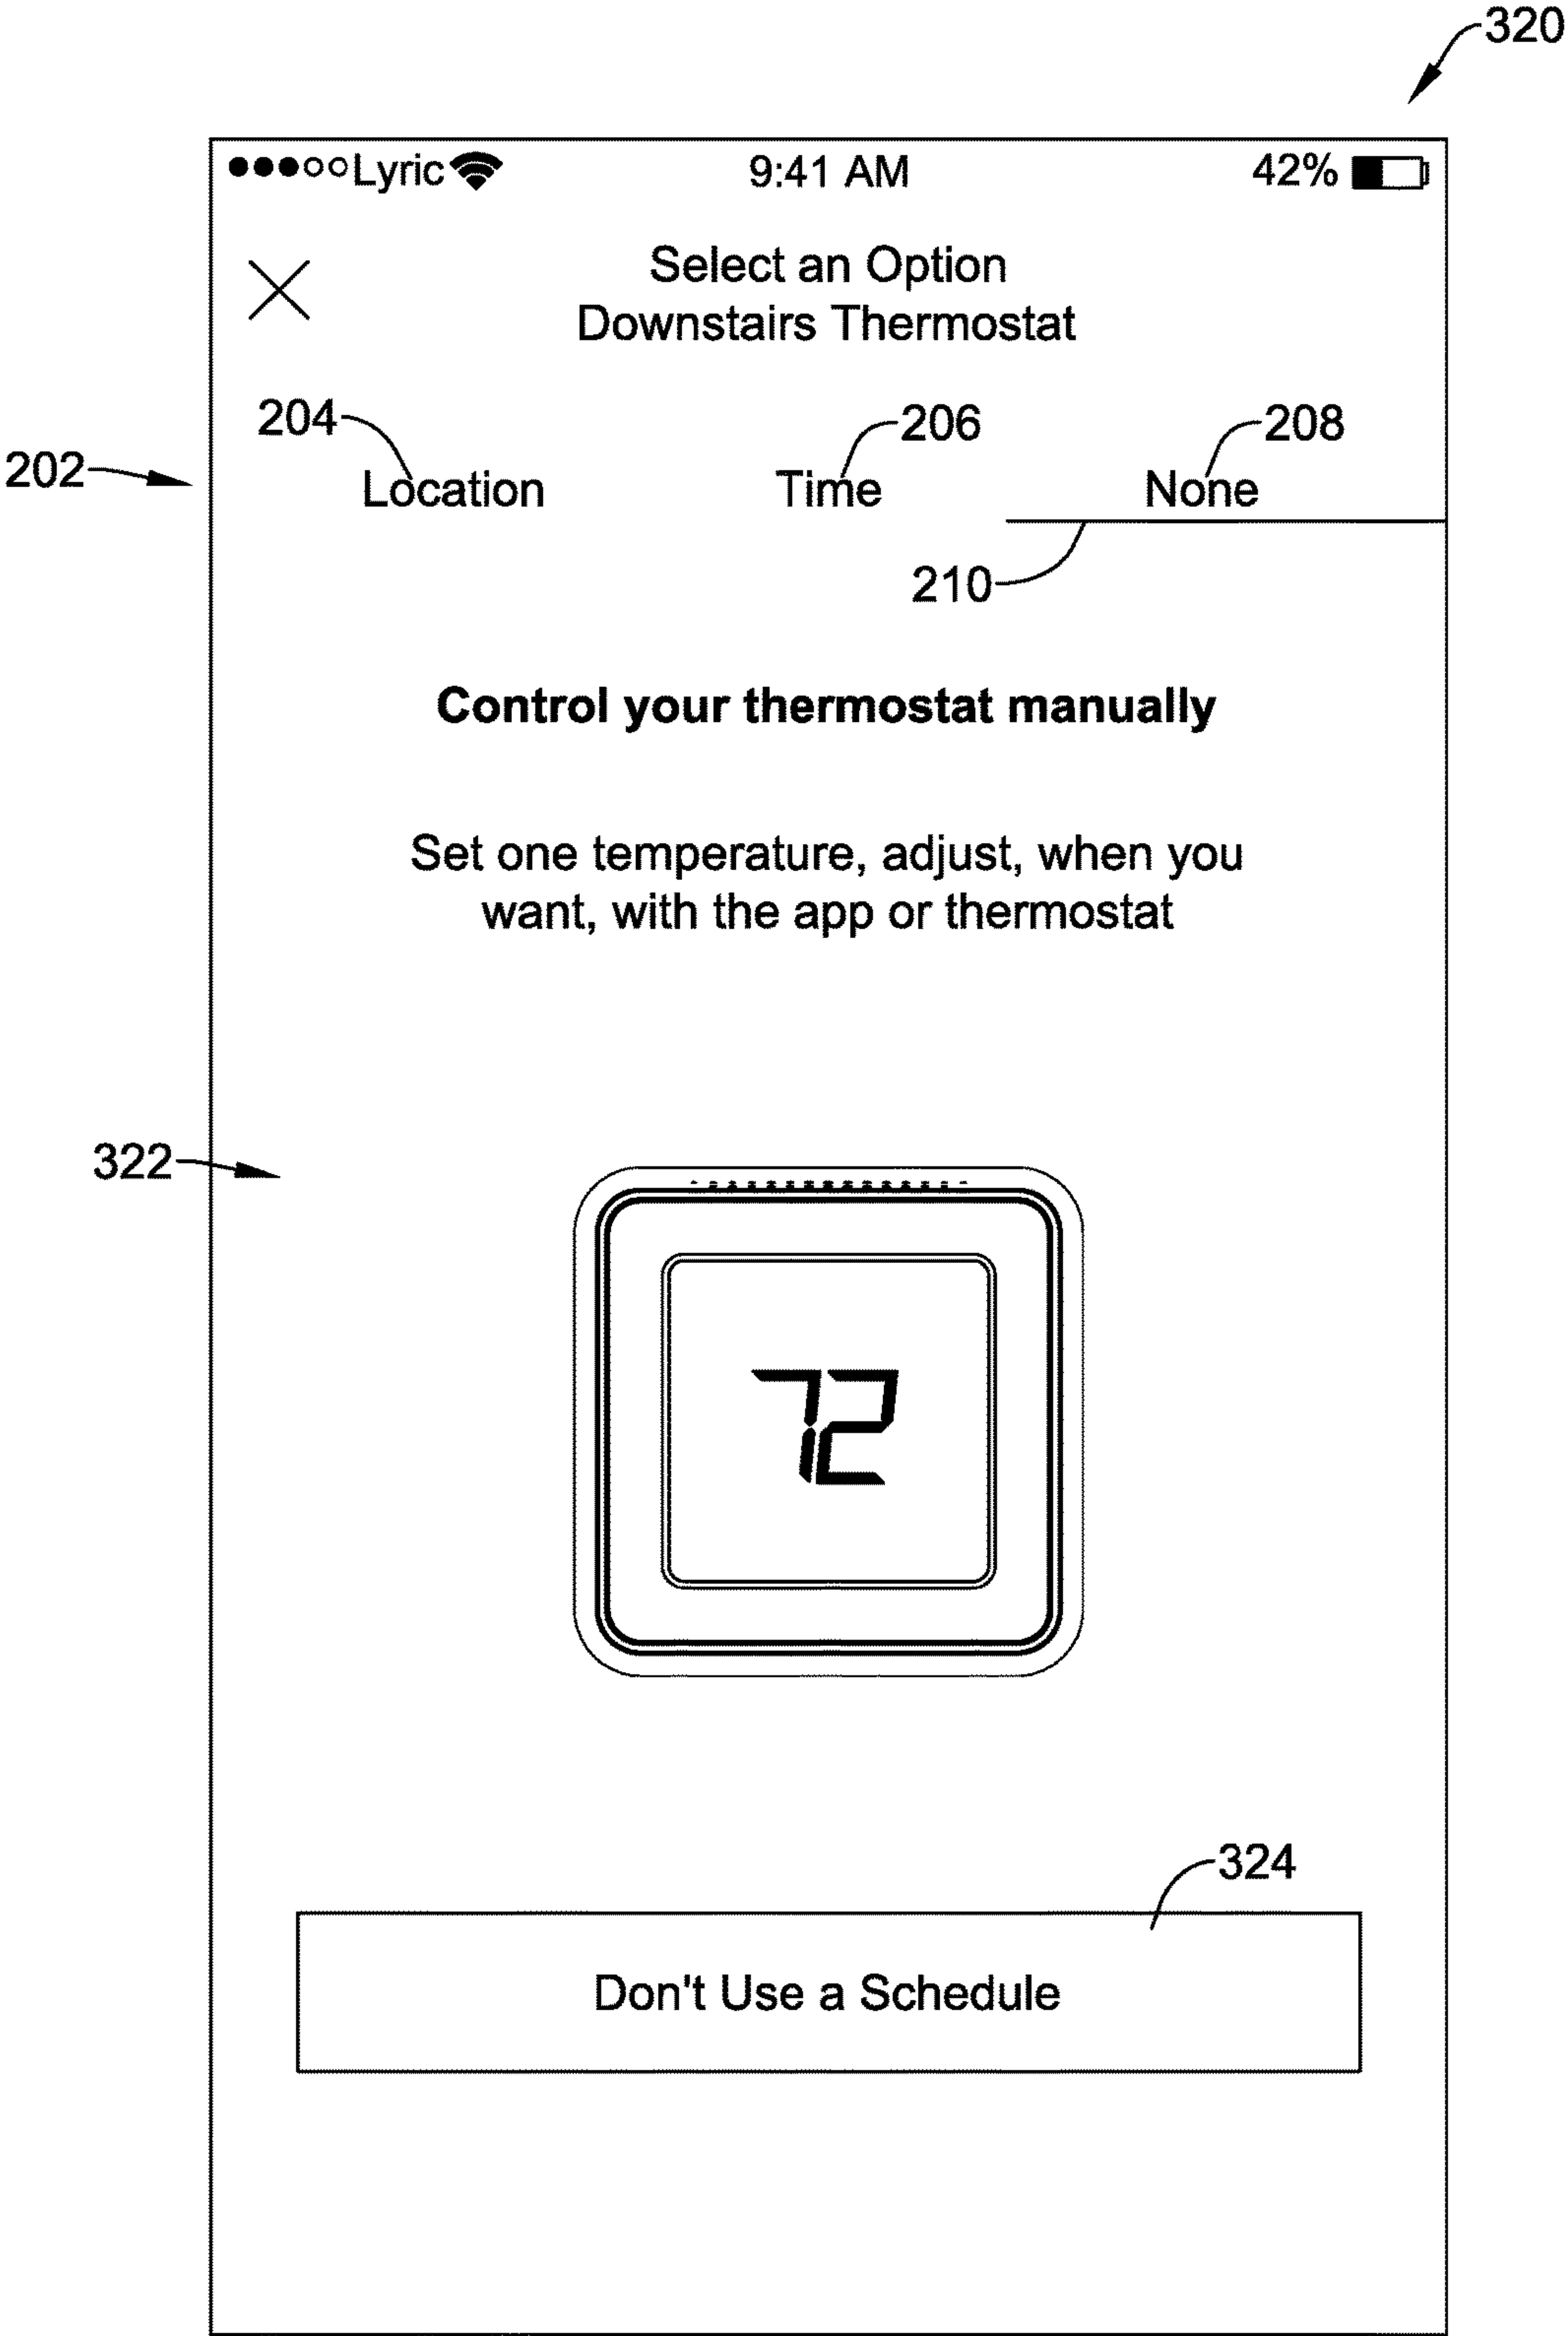 320
Lyric 9:41 AM 42%
Select an Option
Downstairs Thermostat
204 206 208
202
Location Time None
210
Control your thermostat manually
Set one temperature, adjust, when you
want, with the app or thermostat
322
72
324
Don't Use a Schedule